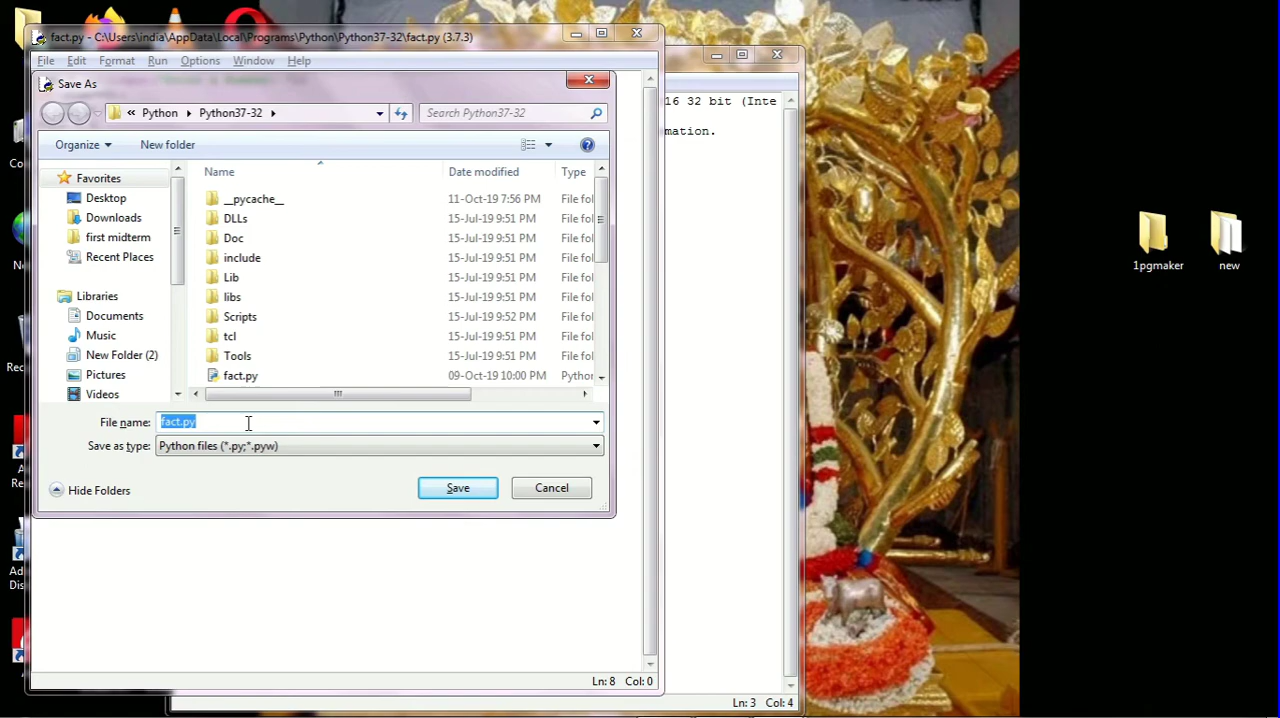 fact.py - C:\Users\india\AppData\Local\Programs\Python\Python37-32\fact.py (3.7.3)
File Edit Format Run Options Window Help
Save As
« Python Python37-32
Search Python37-32
Organize New folder
16 32 bit (Inte
mation.
Favorites
Desktop
Downloads
first midterm
Recent Places
Libraries
Documents
Music
New Folder (2)
Pictures
Videos
Name Date modified Type
__pycache__ 11-Oct-19 7:56 PM File fol
DLLs 15-Jul-19 9:51 PM File fol
Doc 15-Jul-19 9:51 PM File fol
include 15-Jul-19 9:51 PM File fol
Lib 15-Jul-19 9:51 PM File fol
libs 15-Jul-19 9:51 PM File fol
Scripts 15-Jul-19 9:52 PM File fol
tcl 15-Jul-19 9:51 PM File fol
Tools 15-Jul-19 9:51 PM File fol
fact.py 09-Oct-19 10:00 PM Python
File name: fact.py
Save as type: Python files (*.py;*.pyw)
Hide Folders
Save Cancel
Ln: 8 Col: 0
Ln: 3 Col: 4
1pgmaker
new